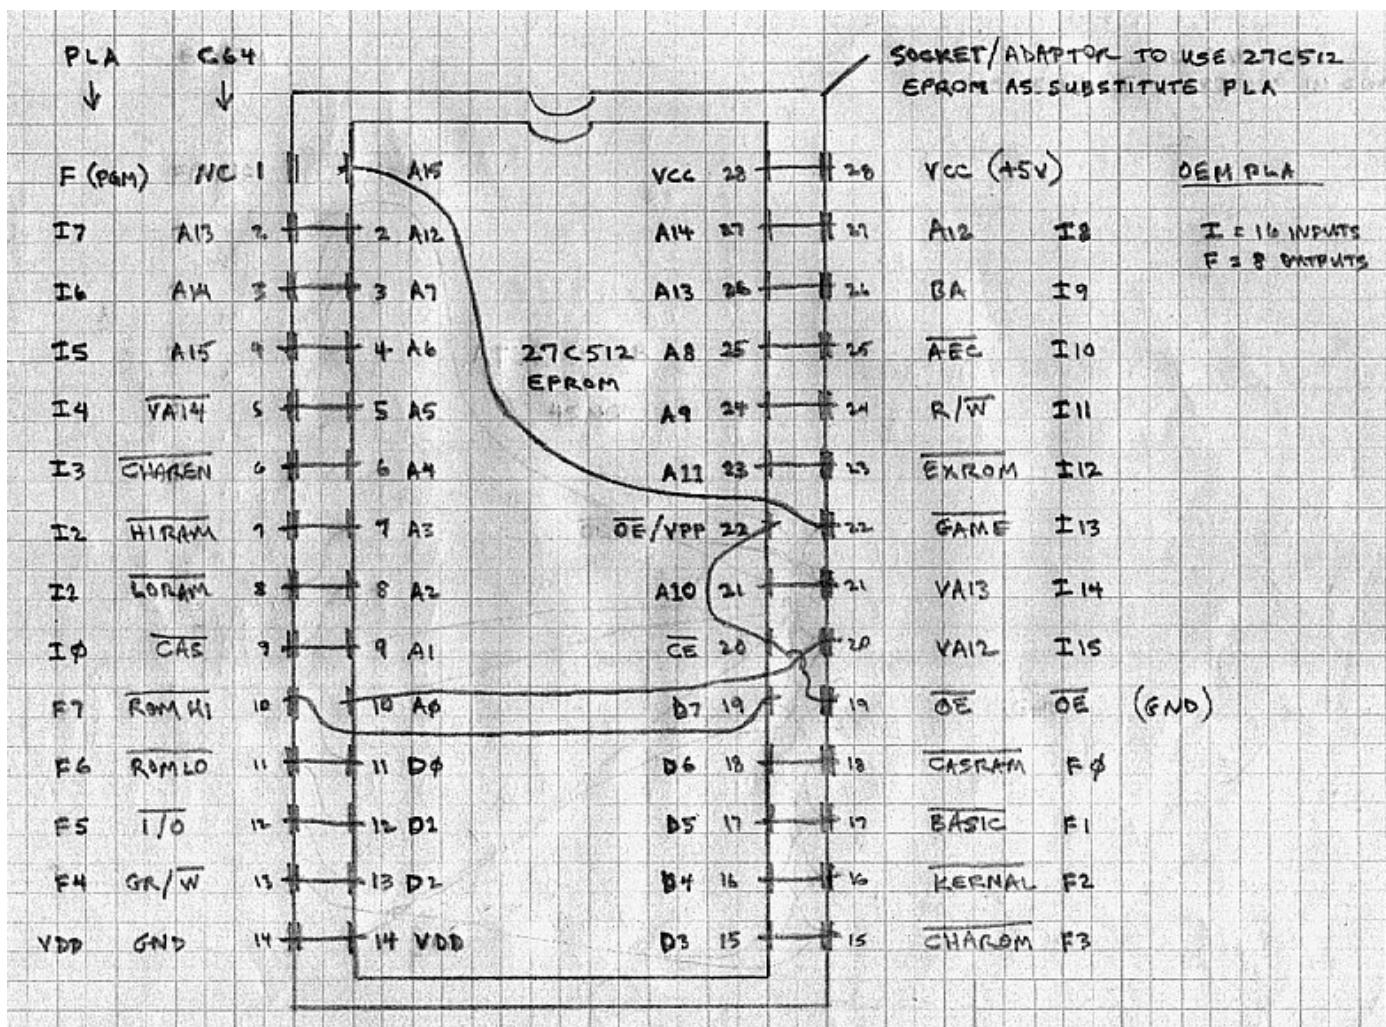 PLA C64 SOCKET/ADAPTOR TO USE 27C512
EPROM AS SUBSTITUTE PLA
F (PGM) NC 1 A15 VCC 28 28 VCC (+5V) OEM PLA
I7 A13 2 2 A12 A14 27 27 A12 I8 I = 16 INPUTS
F = 8 OUTPUTS
I6 A14 3 3 A7 A13 26 26 BA I9
I5 A15 4 4 A6 27C512 A8 25 25 AEC I10
EPROM
I4 VA14 5 5 A5 A9 24 24 R/W I11
I3 CHAREN 6 6 A4 A11 23 23 EXROM I12
I2 HIRAM 7 7 A3 OE/VPP 22 22 GAME I13
I1 LORAM 8 8 A2 A10 21 21 VA13 I14
IØ CAS 9 9 A1 CE 20 20 VA12 I15
F7 ROMHI 10 10 AØ D7 19 19 OE OE (GND)
F6 ROMLO 11 11 DØ D6 18 18 CASRAM FØ
F5 I/O 12 12 D1 D5 17 17 BASIC F1
F4 GR/W 13 13 D2 D4 16 16 KERNAL F2
VDD GND 14 14 VDD D3 15 15 CHAROM F3